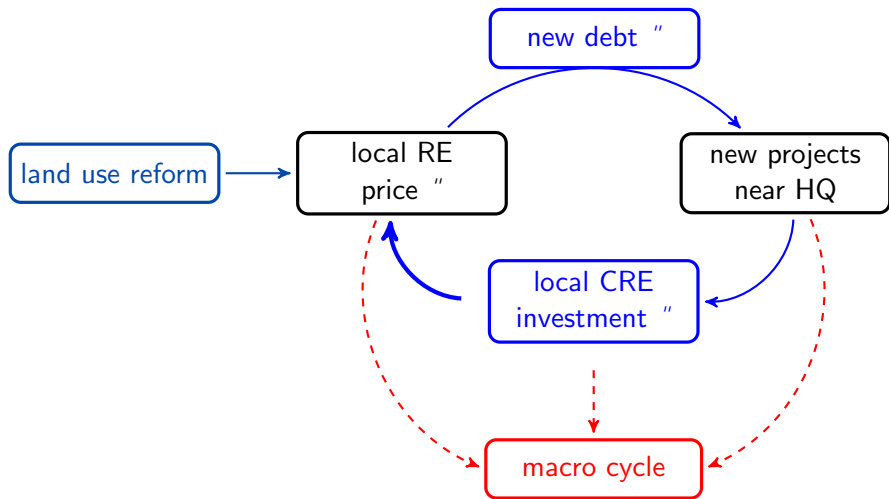 new debt "
land use reform
local RE
price "
new projects
near HQ
local CRE
investment "
macro cycle